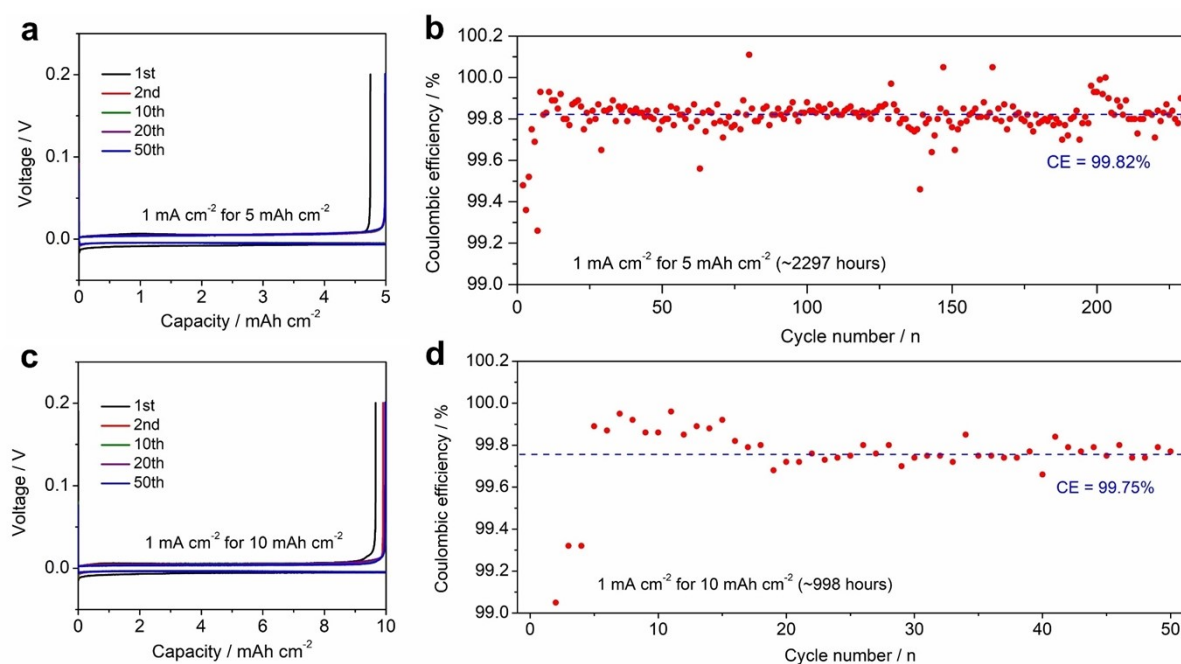 a
0.2
0.1
0.0
Voltage / V
1st
2nd
10th
20th
50th
1 mA cm⁻² for 5 mAh cm⁻²
0 1 2 3 4 5
Capacity / mAh cm⁻²
b
100.2
100.0
99.8
99.6
99.4
99.2
99.0
Coulombic efficiency / %
CE = 99.82%
1 mA cm⁻² for 5 mAh cm⁻² (~2297 hours)
0 50 100 150 200
Cycle number / n
c
0.2
0.1
0.0
Voltage / V
1st
2nd
10th
20th
50th
1 mA cm⁻² for 10 mAh cm⁻²
0 2 4 6 8 10
Capacity / mAh cm⁻²
d
100.2
100.0
99.8
99.6
99.4
99.2
99.0
Coulombic efficiency / %
CE = 99.75%
1 mA cm⁻² for 10 mAh cm⁻² (~998 hours)
0 10 20 30 40 50
Cycle number / n